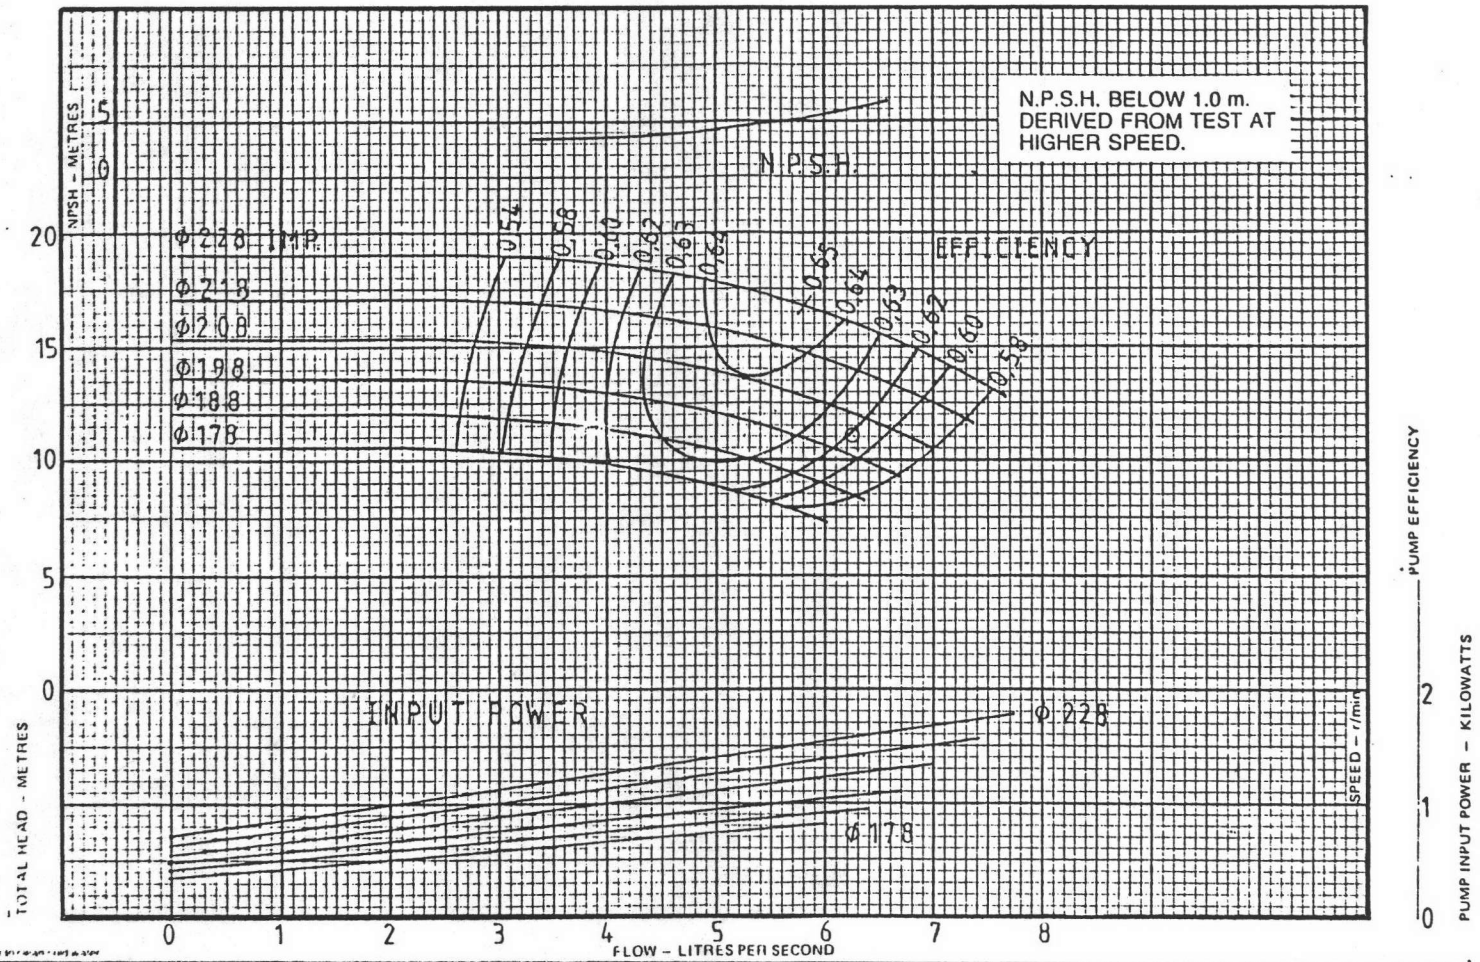 N.P.S.H. BELOW 1.0 m.
DERIVED FROM TEST AT
HIGHER SPEED.
NPSH – METRES
5
0
N.P.S.H.
20
15
10
5
0
TOTAL HEAD – METRES
Φ228 IMP.
Φ218
Φ208
Φ198
Φ188
Φ178
0,54
0,58
0,60
0,62
0,63
0,64
0,65
0,64
0,63
0,62
0,60
0,58
EFFICIENCY
INPUT POWER
Φ228
Φ178
SPEED – r/min
PUMP EFFICIENCY
2
1
0
PUMP INPUT POWER – KILOWATTS
0 1 2 3 4 5 6 7 8
FLOW – LITRES PER SECOND